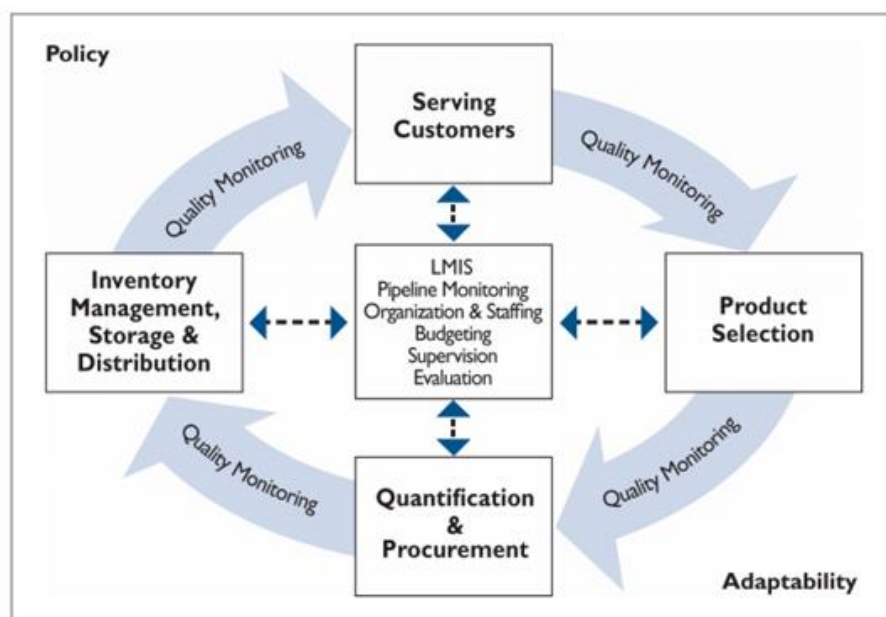 Policy
Serving
Customers
Quality Monitoring
Quality Monitoring
Inventory
Management,
Storage &
Distribution
LMIS
Pipeline Monitoring
Organization & Staffing
Budgeting
Supervision
Evaluation
Product
Selection
Quality Monitoring
Quality Monitoring
Quantification
&
Procurement
Adaptability